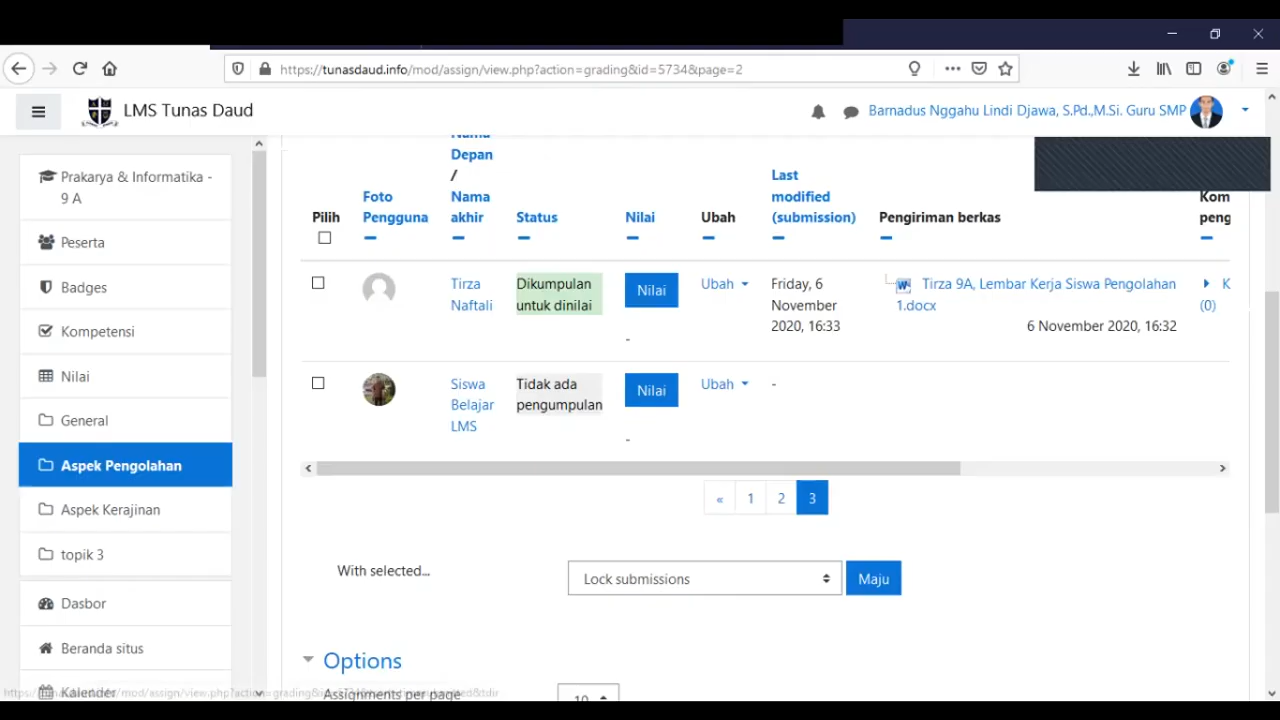 https://tunasdaud.info/mod/assign/view.php?action=grading&id=5734&page=2
LMS Tunas Daud
Barnadus Nggahu Lindi Djawa, S.Pd.,M.Si. Guru SMP
Prakarya & Informatika -
9 A
Peserta
Badges
Kompetensi
Nilai
General
Aspek Pengolahan
Aspek Kerajinan
topik 3
Dasbor
Beranda situs
Kalender
Pilih
Foto
Pengguna
Nama
Depan
/
Nama
akhir
Status
Nilai
Ubah
Last
modified
(submission)
Pengiriman berkas
Kom
peng
Tirza
Naftali
Dikumpulan
untuk dinilai
Nilai
-
Ubah
Friday, 6
November
2020, 16:33
Tirza 9A, Lembar Kerja Siswa Pengolahan
1.docx
6 November 2020, 16:32
K
(0)
Siswa
Belajar
LMS
Tidak ada
pengumpulan
Nilai
-
Ubah
-
« 1 2 3
With selected...
Lock submissions
Maju
Options
Assignments per page
10